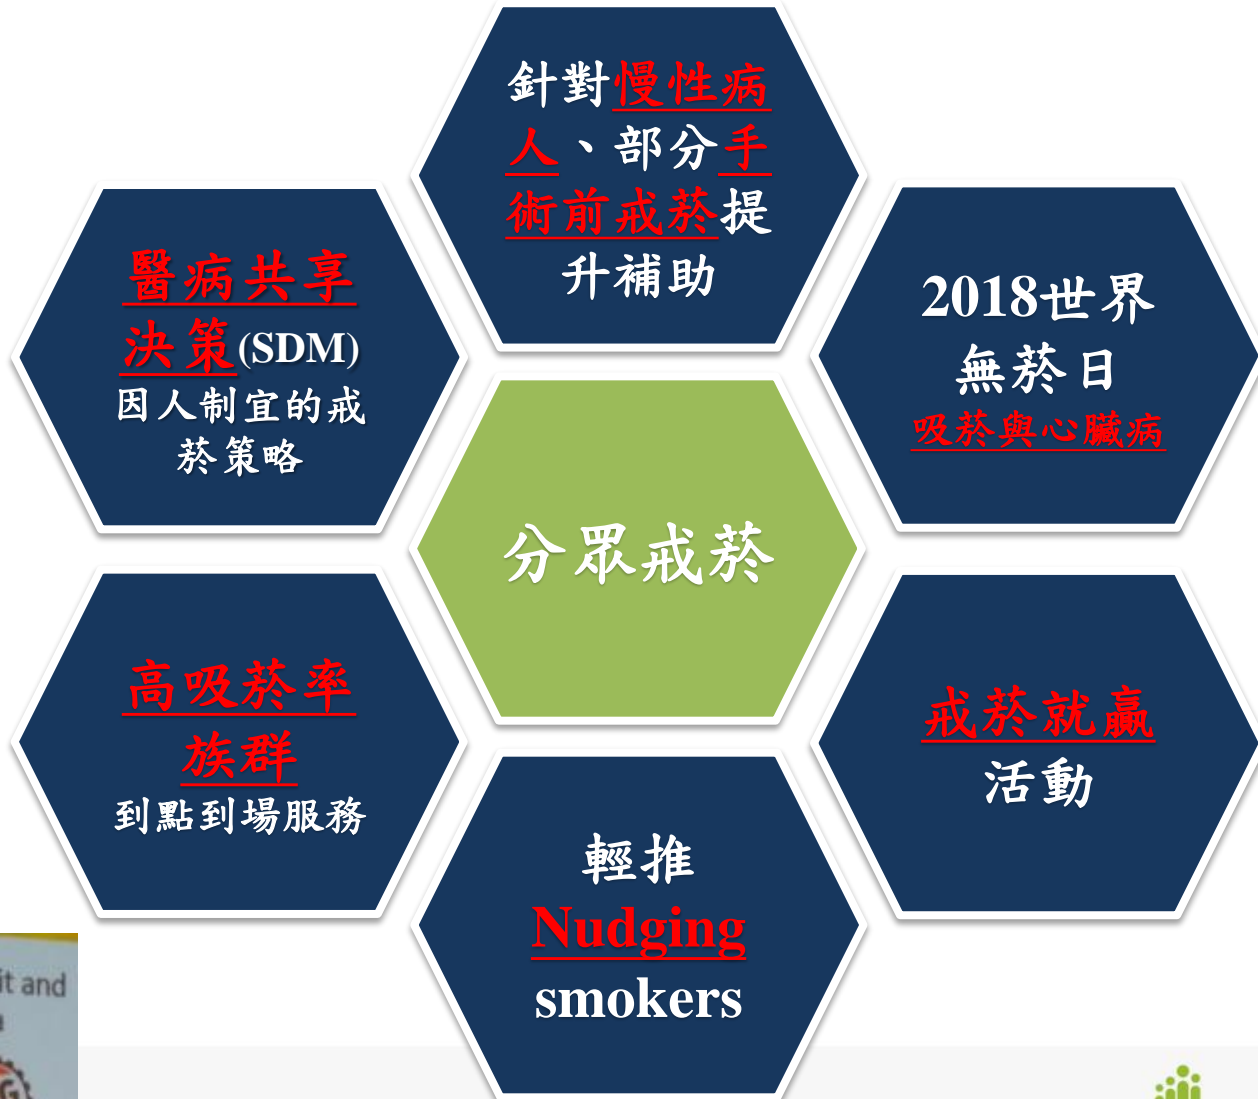 針對慢性病
人、部分手
術前戒菸提
升補助
醫病共享
決策(SDM)
因人制宜的戒
菸策略
2018世界
無菸日
吸菸與心臟病
分眾戒菸
高吸菸率
族群
到點到場服務
戒菸就贏
活動
輕推
Nudging
smokers
it and